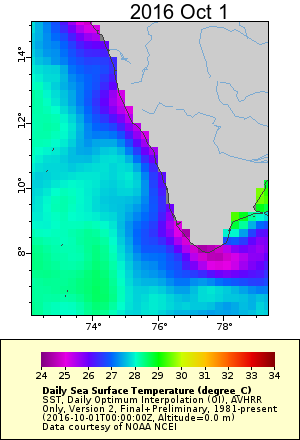 2016 Oct 1
14°
12°
10°
8°
74° 76° 78°
24 25 26 27 28 29 30 31 32 33 34
Daily Sea Surface Temperature (degree_C)
SST, Daily Optimum Interpolation (OI), AVHRR
Only, Version 2, Final+Preliminary, 1981-present
(2016-10-01T00:00:00Z, Altitude=0.0 m)
Data courtesy of NOAA NCEI